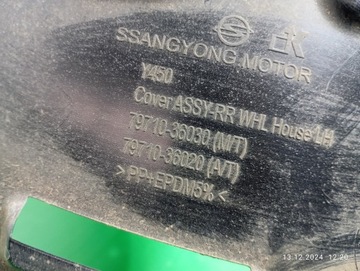 SSANGYONG MOTOR
Y450
Cover ASSY-RR WHL House LH
79710-36030 (M/T)
79710-36020 (A/T)
>PP+EPDM5%<
13.12.2024 12:20